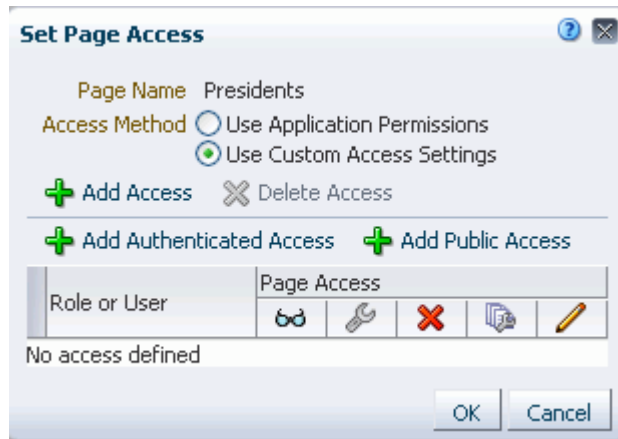 Set Page Access
Page Name Presidents
Access Method Use Application Permissions
Use Custom Access Settings
Add Access Delete Access
Add Authenticated Access Add Public Access
Page Access
Role or User
No access defined
OK Cancel